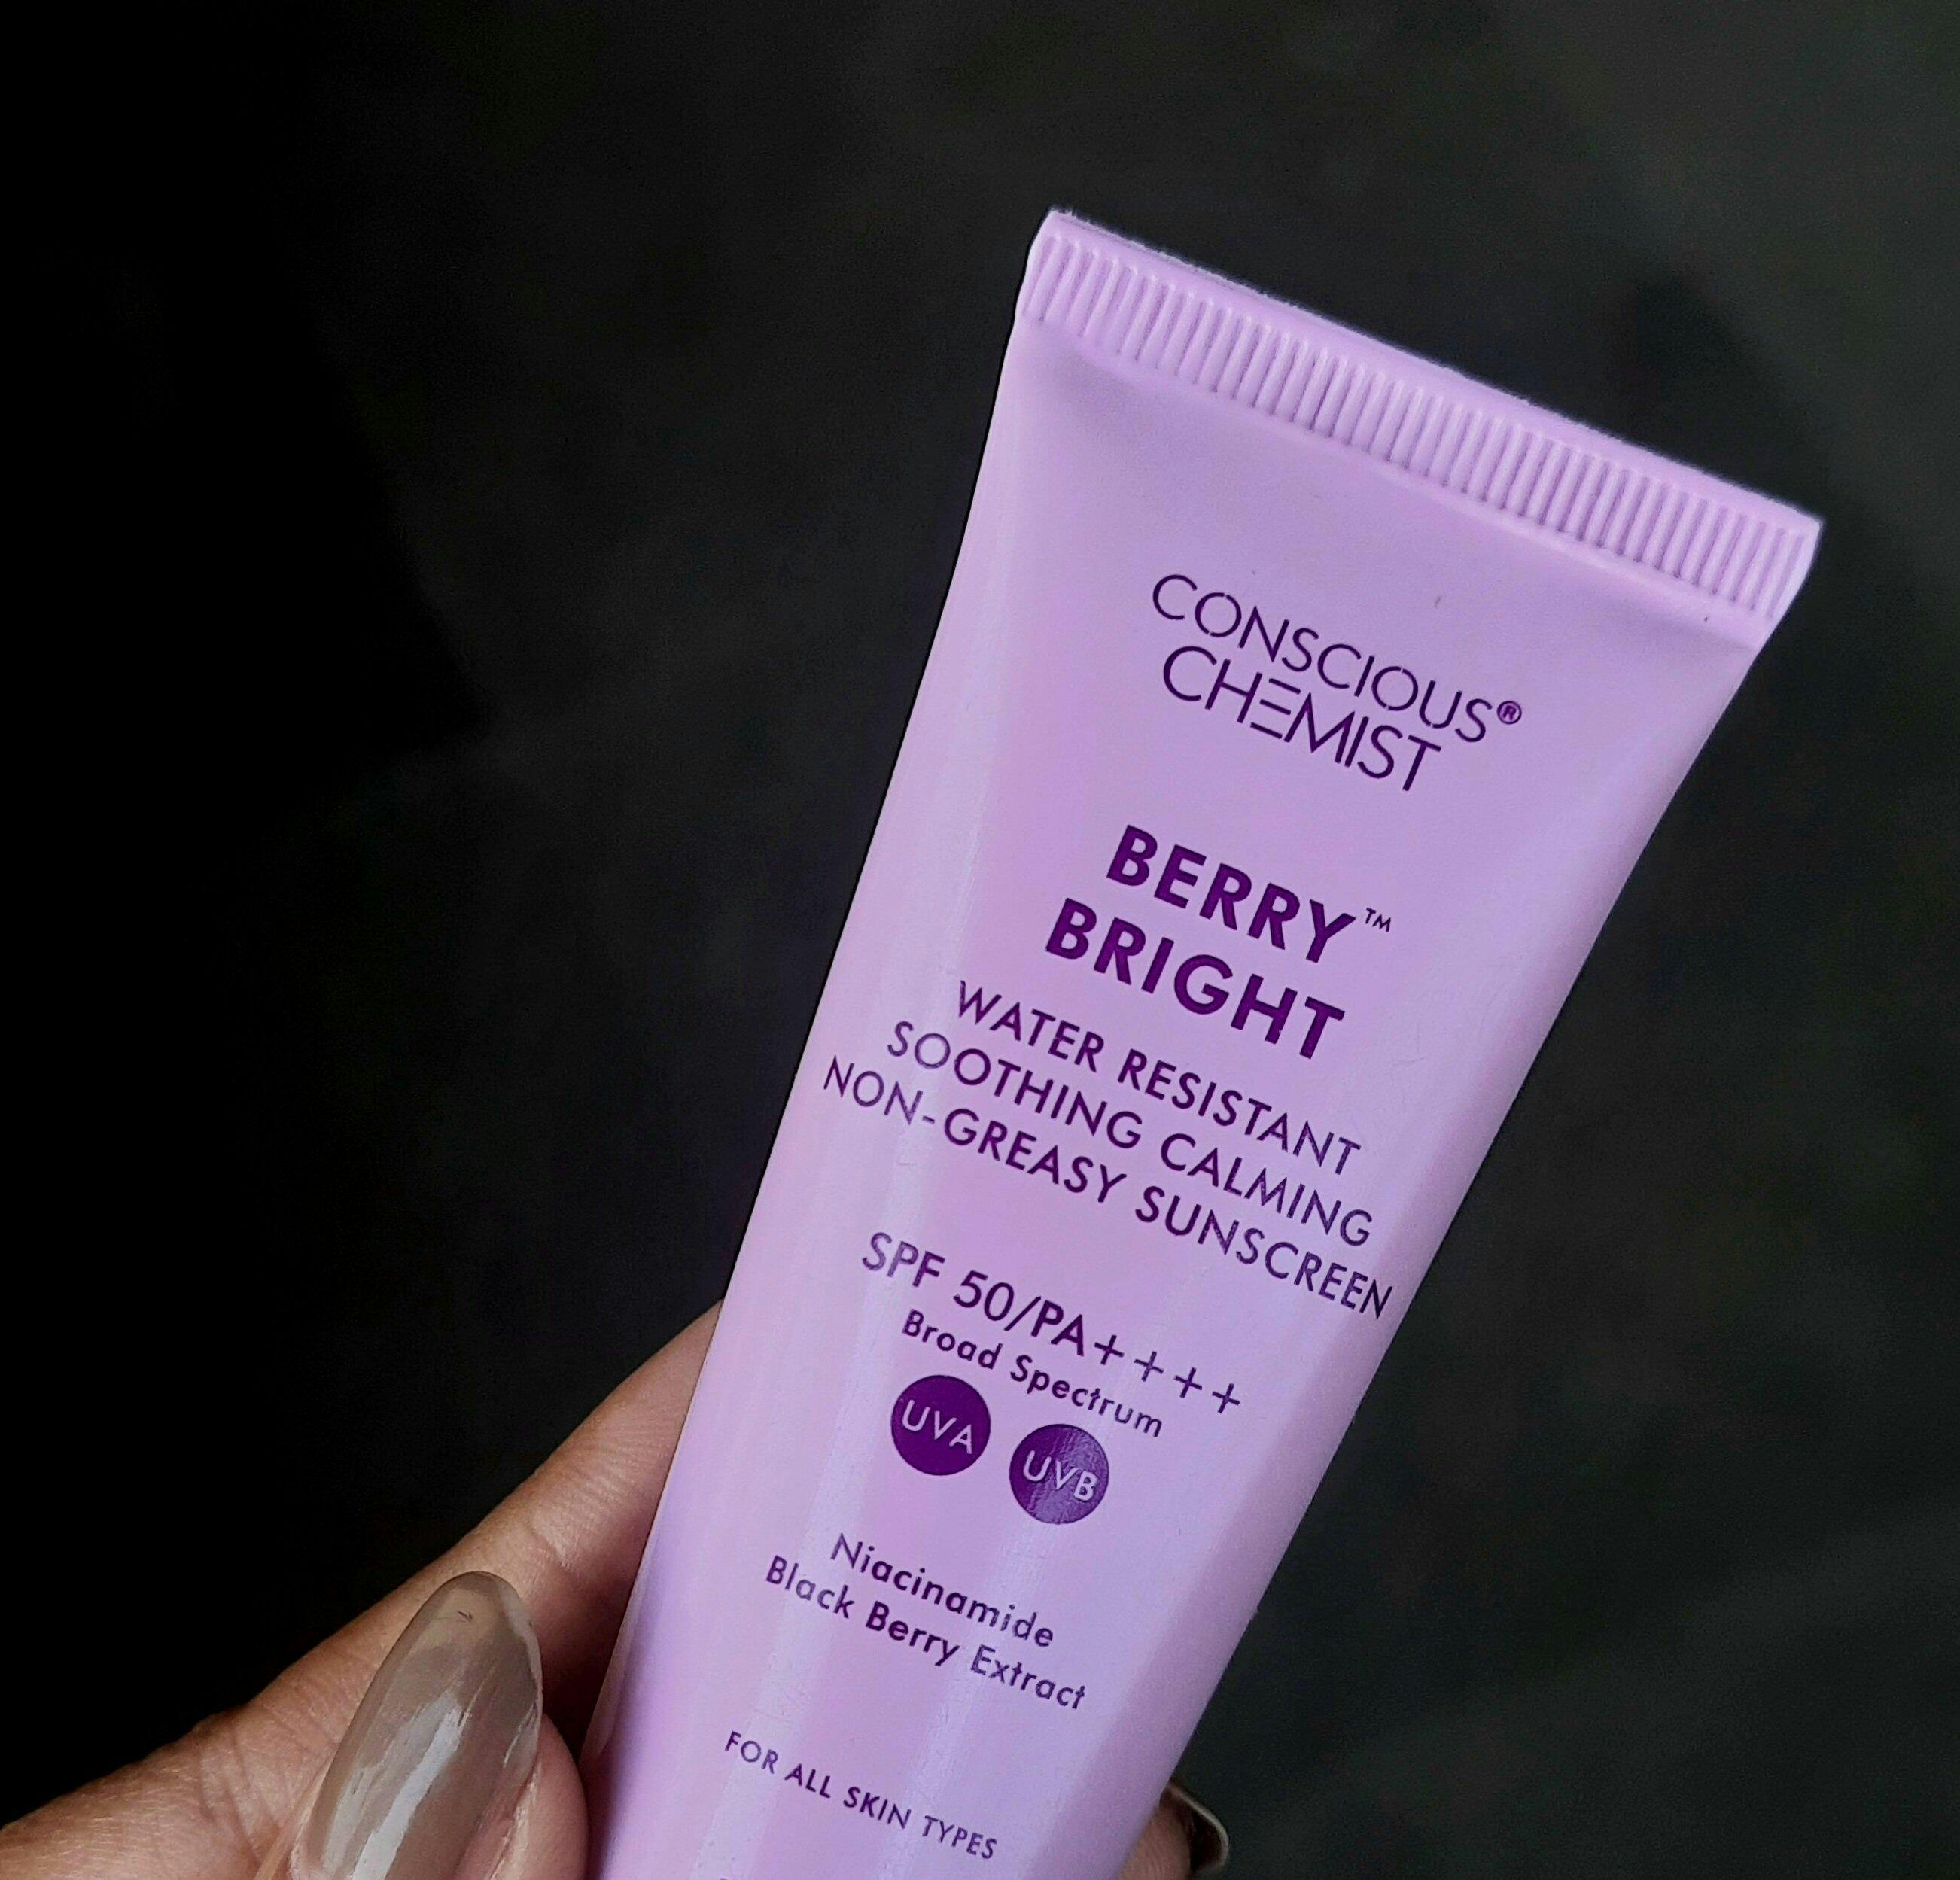 CONSCIOUS®
CHEMIST
BERRY™
BRIGHT
WATER RESISTANT
SOOTHING CALMING
NON-GREASY SUNSCREEN
SPF 50/PA++++
Broad Spectrum
UVA UVB
Niacinamide
Black Berry Extract
FOR ALL SKIN TYPES